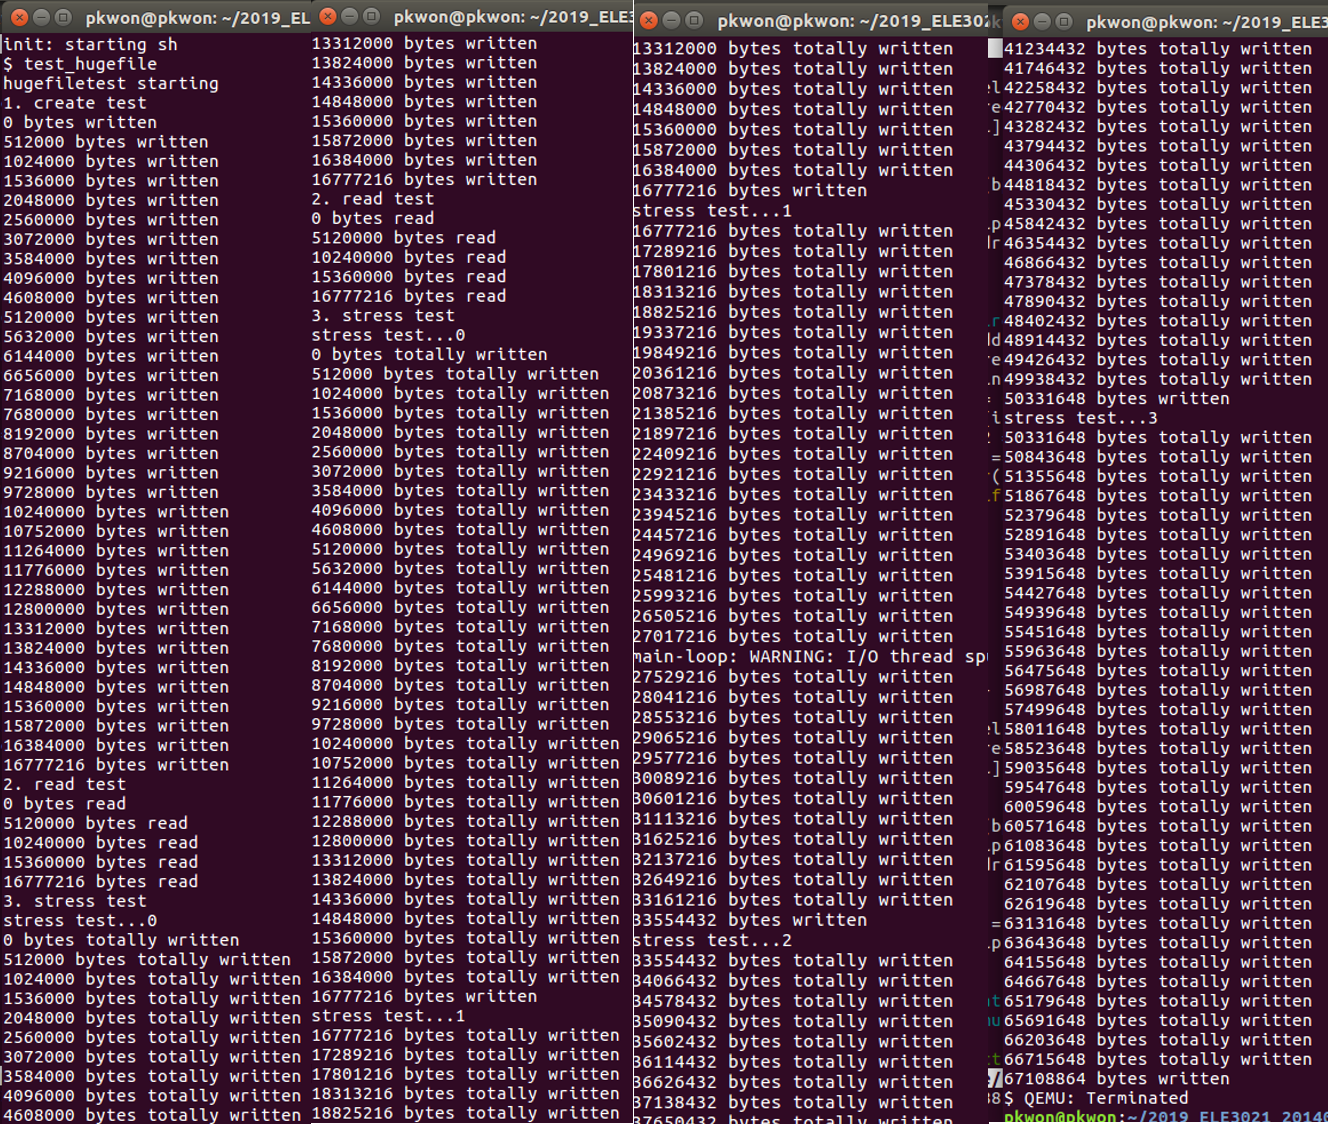 pkwon@pkwon: ~/2019_EL
init: starting sh
$ test_hugefile
hugefiletest starting
1. create test
0 bytes written
512000 bytes written
1024000 bytes written
1536000 bytes written
2048000 bytes written
2560000 bytes written
3072000 bytes written
3584000 bytes written
4096000 bytes written
4608000 bytes written
5120000 bytes written
5632000 bytes written
6144000 bytes written
6656000 bytes written
7168000 bytes written
7680000 bytes written
8192000 bytes written
8704000 bytes written
9216000 bytes written
9728000 bytes written
10240000 bytes written
10752000 bytes written
11264000 bytes written
11776000 bytes written
12288000 bytes written
12800000 bytes written
13312000 bytes written
13824000 bytes written
14336000 bytes written
14848000 bytes written
15360000 bytes written
15872000 bytes written
16384000 bytes written
16777216 bytes written
2. read test
0 bytes read
5120000 bytes read
10240000 bytes read
15360000 bytes read
16777216 bytes read
3. stress test
stress test...0
0 bytes totally written
512000 bytes totally written
1024000 bytes totally written
1536000 bytes totally written
2048000 bytes totally written
2560000 bytes totally written
3072000 bytes totally written
3584000 bytes totally written
4096000 bytes totally written
4608000 bytes totally written
pkwon@pkwon: ~/2019_ELE3
13312000 bytes written
13824000 bytes written
14336000 bytes written
14848000 bytes written
15360000 bytes written
15872000 bytes written
16384000 bytes written
16777216 bytes written
2. read test
0 bytes read
5120000 bytes read
10240000 bytes read
15360000 bytes read
16777216 bytes read
3. stress test
stress test...0
0 bytes totally written
512000 bytes totally written
1024000 bytes totally written
1536000 bytes totally written
2048000 bytes totally written
2560000 bytes totally written
3072000 bytes totally written
3584000 bytes totally written
4096000 bytes totally written
4608000 bytes totally written
5120000 bytes totally written
5632000 bytes totally written
6144000 bytes totally written
6656000 bytes totally written
7168000 bytes totally written
7680000 bytes totally written
8192000 bytes totally written
8704000 bytes totally written
9216000 bytes totally written
9728000 bytes totally written
10240000 bytes totally written
10752000 bytes totally written
11264000 bytes totally written
11776000 bytes totally written
12288000 bytes totally written
12800000 bytes totally written
13312000 bytes totally written
13824000 bytes totally written
14336000 bytes totally written
14848000 bytes totally written
15360000 bytes totally written
15872000 bytes totally written
16384000 bytes totally written
16777216 bytes written
stress test...1
16777216 bytes totally written
17289216 bytes totally written
17801216 bytes totally written
18313216 bytes totally written
18825216 bytes totally written
pkwon@pkwon: ~/2019_ELE302
13312000 bytes totally written
13824000 bytes totally written
14336000 bytes totally written
14848000 bytes totally written
15360000 bytes totally written
15872000 bytes totally written
16384000 bytes totally written
16777216 bytes written
stress test...1
16777216 bytes totally written
17289216 bytes totally written
17801216 bytes totally written
18313216 bytes totally written
18825216 bytes totally written
19337216 bytes totally written
19849216 bytes totally written
20361216 bytes totally written
20873216 bytes totally written
21385216 bytes totally written
21897216 bytes totally written
22409216 bytes totally written
22921216 bytes totally written
23433216 bytes totally written
23945216 bytes totally written
24457216 bytes totally written
24969216 bytes totally written
25481216 bytes totally written
25993216 bytes totally written
26505216 bytes totally written
27017216 bytes totally written
main-loop: WARNING: I/O thread spu
27529216 bytes totally written
28041216 bytes totally written
28553216 bytes totally written
29065216 bytes totally written
29577216 bytes totally written
30089216 bytes totally written
30601216 bytes totally written
31113216 bytes totally written
31625216 bytes totally written
32137216 bytes totally written
32649216 bytes totally written
33161216 bytes totally written
33554432 bytes written
stress test...2
33554432 bytes totally written
34066432 bytes totally written
34578432 bytes totally written
35090432 bytes totally written
35602432 bytes totally written
36114432 bytes totally written
36626432 bytes totally written
37138432 bytes totally written
37650432 bytes totally written
pkwon@pkwon: ~/2019_ELE3
41234432 bytes totally written
41746432 bytes totally written
42258432 bytes totally written
42770432 bytes totally written
43282432 bytes totally written
43794432 bytes totally written
44306432 bytes totally written
44818432 bytes totally written
45330432 bytes totally written
45842432 bytes totally written
46354432 bytes totally written
46866432 bytes totally written
47378432 bytes totally written
47890432 bytes totally written
48402432 bytes totally written
48914432 bytes totally written
49426432 bytes totally written
49938432 bytes totally written
50331648 bytes written
stress test...3
50331648 bytes totally written
50843648 bytes totally written
51355648 bytes totally written
51867648 bytes totally written
52379648 bytes totally written
52891648 bytes totally written
53403648 bytes totally written
53915648 bytes totally written
54427648 bytes totally written
54939648 bytes totally written
55451648 bytes totally written
55963648 bytes totally written
56475648 bytes totally written
56987648 bytes totally written
57499648 bytes totally written
58011648 bytes totally written
58523648 bytes totally written
59035648 bytes totally written
59547648 bytes totally written
60059648 bytes totally written
60571648 bytes totally written
61083648 bytes totally written
61595648 bytes totally written
62107648 bytes totally written
62619648 bytes totally written
63131648 bytes totally written
63643648 bytes totally written
64155648 bytes totally written
64667648 bytes totally written
65179648 bytes totally written
65691648 bytes totally written
66203648 bytes totally written
66715648 bytes totally written
67108864 bytes written
$ QEMU: Terminated
pkwon@pkwon:~/2019_ELE3021_20140